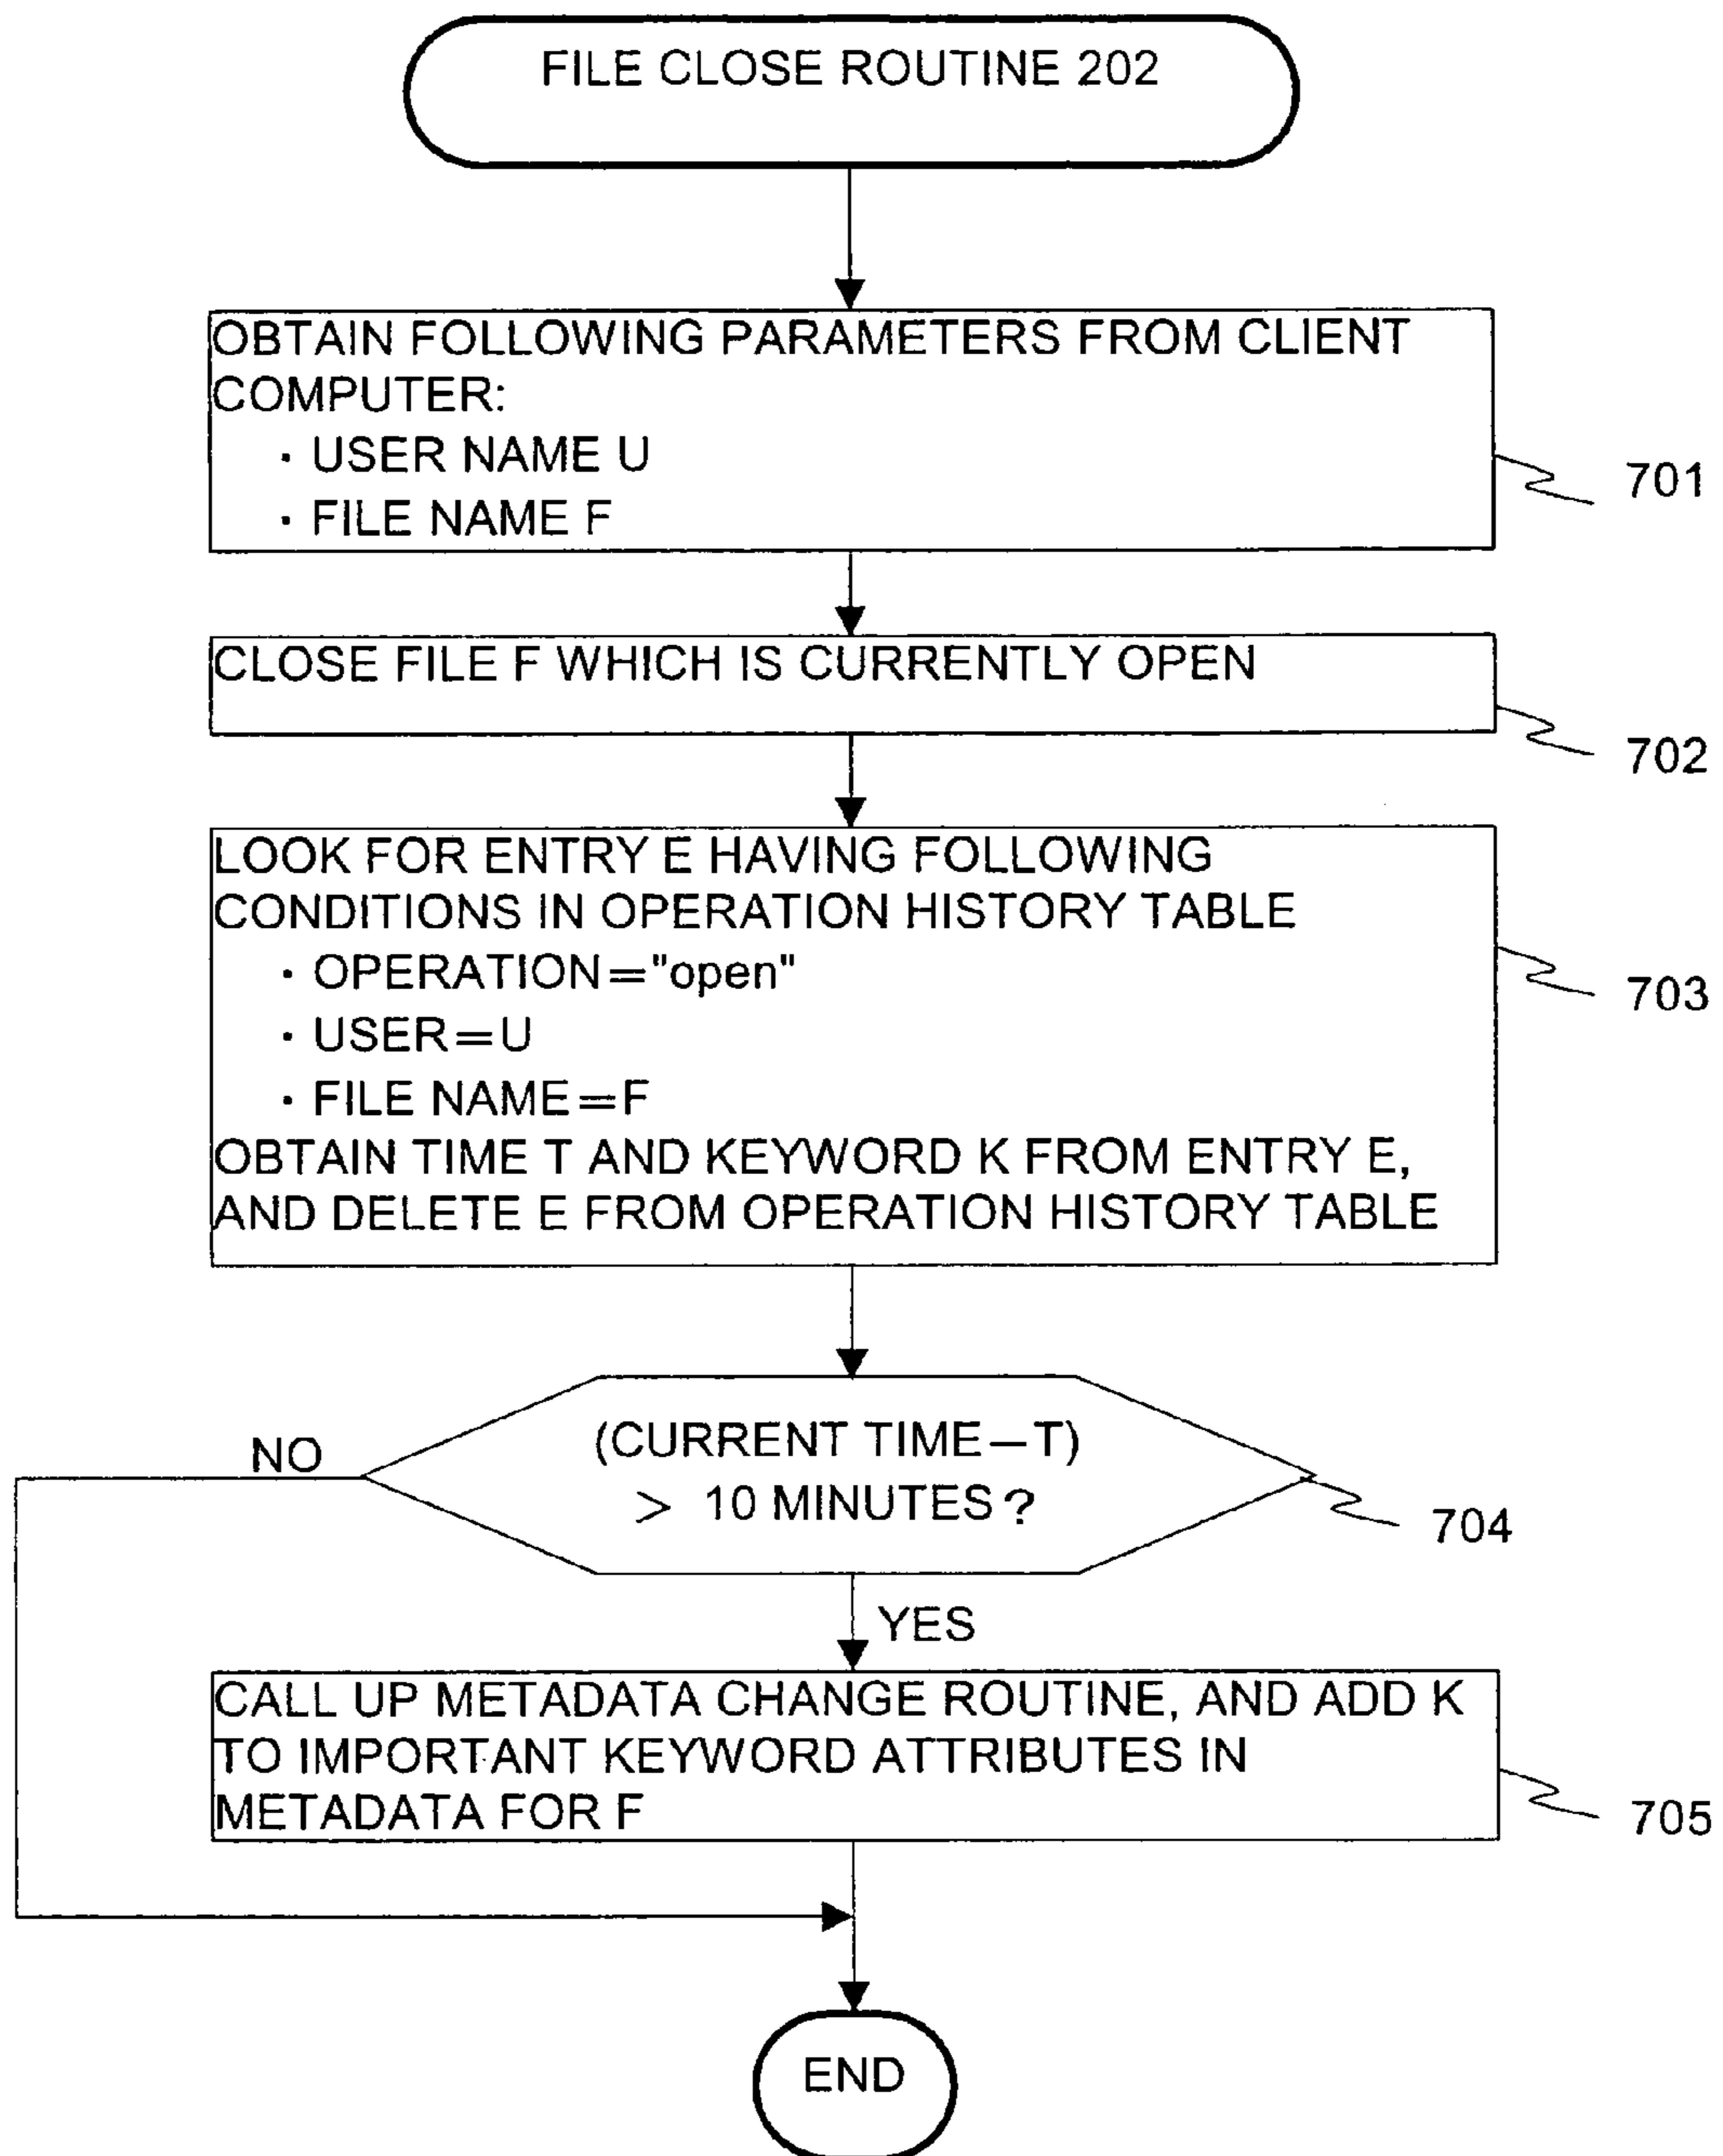 FILE CLOSE ROUTINE 202
OBTAIN FOLLOWING PARAMETERS FROM CLIENT
COMPUTER:
・USER NAME U
・FILE NAME F
701
CLOSE FILE F WHICH IS CURRENTLY OPEN
702
LOOK FOR ENTRY E HAVING FOLLOWING
CONDITIONS IN OPERATION HISTORY TABLE
・OPERATION="open"
・USER=U
・FILE NAME=F
OBTAIN TIME T AND KEYWORD K FROM ENTRY E,
AND DELETE E FROM OPERATION HISTORY TABLE
703
(CURRENT TIME-T)
> 10 MINUTES?
NO
704
YES
CALL UP METADATA CHANGE ROUTINE, AND ADD K
TO IMPORTANT KEYWORD ATTRIBUTES IN
METADATA FOR F
705
END